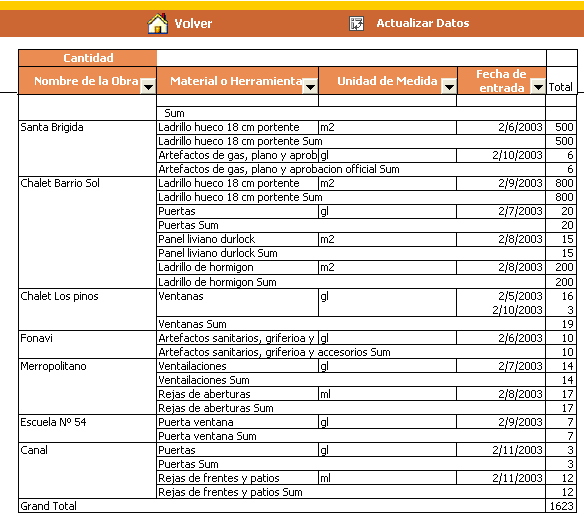 Volver Actualizar Datos
Cantidad
Nombre de la Obra Material o Herramienta Unidad de Medida Fecha de entrada Total
Sum
Santa Brigida Ladrillo hueco 18 cm portente m2 2/6/2003 500
Ladrillo hueco 18 cm portente Sum 500
Artefactos de gas, plano y aprob gl 2/10/2003 6
Artefactos de gas, plano y aprobacion official Sum 6
Chalet Barrio Sol Ladrillo hueco 18 cm portente m2 2/9/2003 800
Ladrillo hueco 18 cm portente Sum 800
Puertas gl 2/7/2003 20
Puertas Sum 20
Panel liviano durlock m2 2/8/2003 15
Panel liviano durlock Sum 15
Ladrillo de hormigon m2 2/8/2003 200
Ladrillo de hormigon Sum 200
Chalet Los pinos Ventanas gl 2/5/2003 16
2/10/2003 3
Ventanas Sum 19
Fonavi Artefactos sanitarios, griferioa y gl 2/6/2003 10
Artefactos sanitarios, griferioa y accesorios Sum 10
Merropolitano Ventailaciones gl 2/7/2003 14
Ventailaciones Sum 14
Rejas de aberturas ml 2/8/2003 17
Rejas de aberturas Sum 17
Escuela Nº 54 Puerta ventana gl 2/9/2003 7
Puerta ventana Sum 7
Canal Puertas gl 2/11/2003 3
Puertas Sum 3
Rejas de frentes y patios ml 2/11/2003 12
Rejas de frentes y patios Sum 12
Grand Total 1623